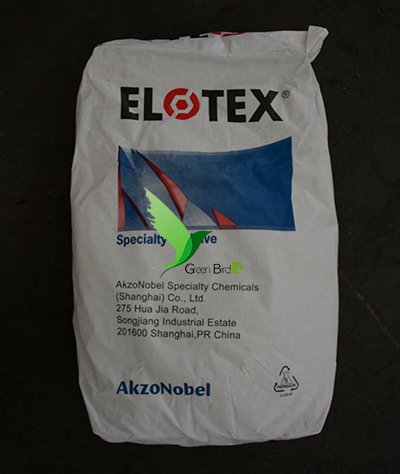 ELOTEX®
Specialty
Green Bird
AkzoNobel Specialty Chemicals
(Shanghai) Co., Ltd.
275 Hua Jia Road,
Songjiang Industrial Estate
201600 Shanghai,PR China
AkzoNobel